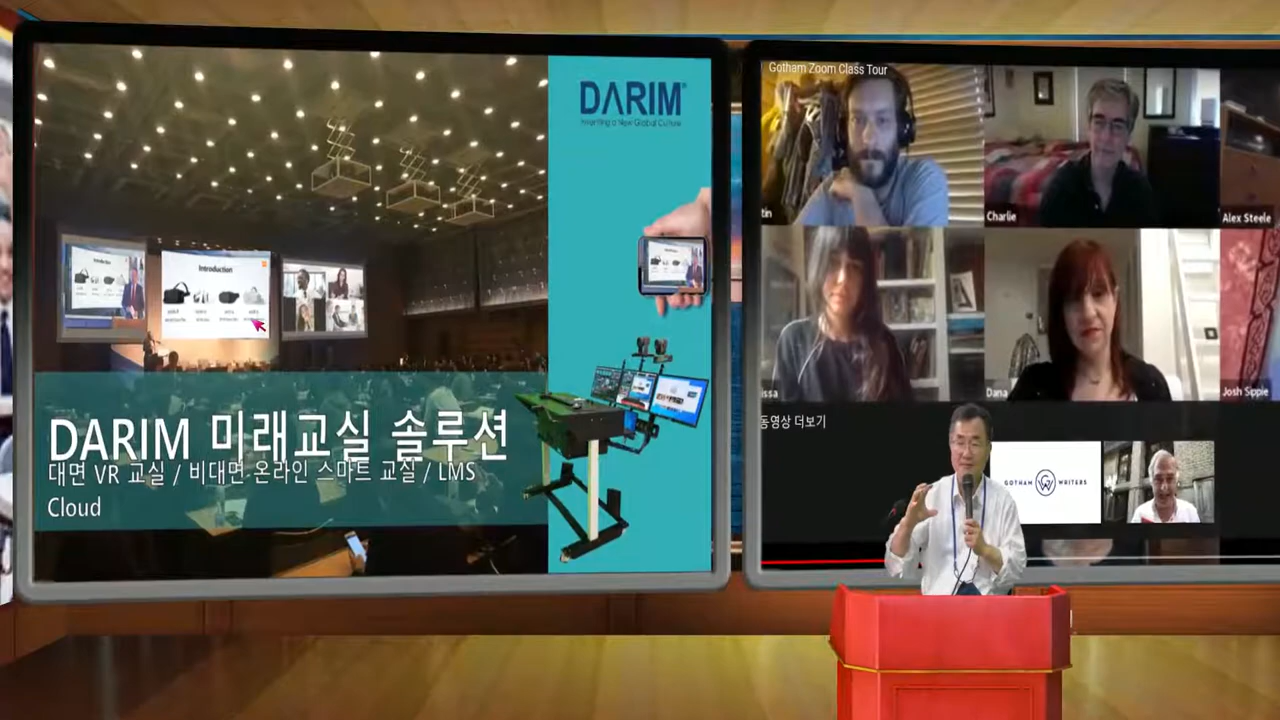 DARIM
Inventing a New Global Culture
Introduction
DARIM 미래교실 솔루션
대면 VR 교실 / 비대면 온라인 스마트 교실 / LMS
Cloud
Gotham Zoom Class Tour
Charlie
Alex Steele
Dana
Josh Sippie
동영상 더보기
GOTHAM WRITERS